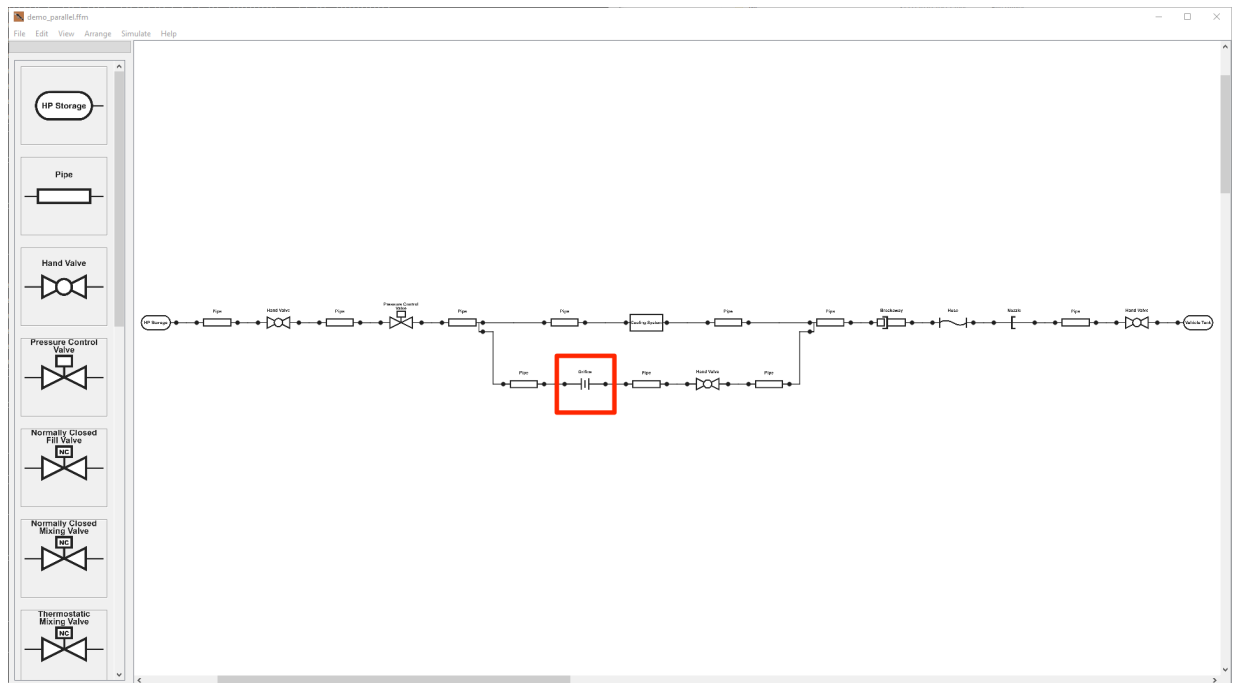 demo_parallel.ffm
File Edit View Arrange Simulate Help
HP Storage
Pipe
Hand Valve
Pressure Control
Valve
Normally Closed
Fill Valve
NC
Normally Closed
Mixing Valve
NC
Thermostatic
Mixing Valve
NC
HP Storage
Pipe
Hand Valve
Pipe
Pressure Control
Valve
Pipe
Pipe
Cooling System
Pipe
Pipe
Breakaway
Hose
Nozzle
Pipe
Hand Valve
Vehicle Tank
Pipe
Orifice
Pipe
Hand Valve
Pipe